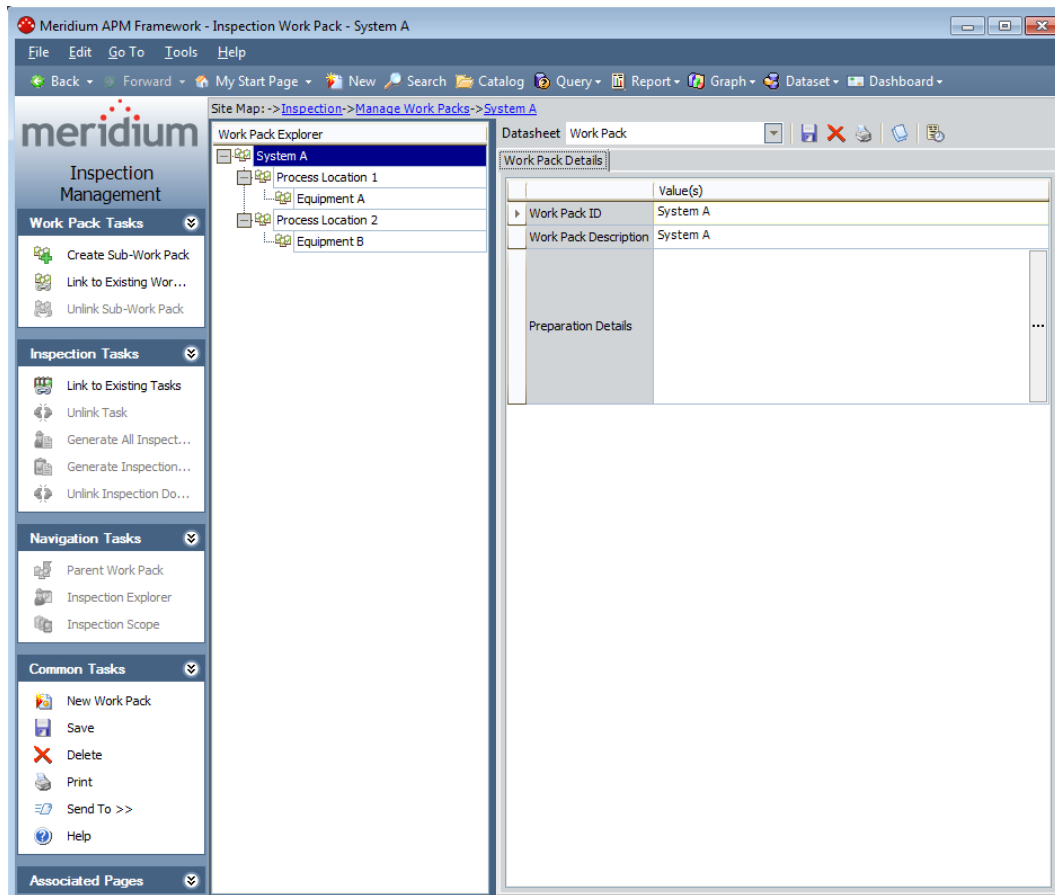 Meridium APM Framework - Inspection Work Pack - System A
File Edit Go To Tools Help
Back Forward My Start Page New Search Catalog Query Report Graph Dataset Dashboard
meridium
Inspection
Management
Work Pack Tasks
Create Sub-Work Pack
Link to Existing Wor...
Unlink Sub-Work Pack
Inspection Tasks
Link to Existing Tasks
Unlink Task
Generate All Inspect...
Generate Inspection...
Unlink Inspection Do...
Navigation Tasks
Parent Work Pack
Inspection Explorer
Inspection Scope
Common Tasks
New Work Pack
Save
Delete
Print
Send To >>
Help
Associated Pages
Site Map: ->Inspection->Manage Work Packs->System A
Work Pack Explorer
System A
Process Location 1
Equipment A
Process Location 2
Equipment B
Datasheet Work Pack
Work Pack Details
Value(s)
Work Pack ID System A
Work Pack Description System A
Preparation Details ...